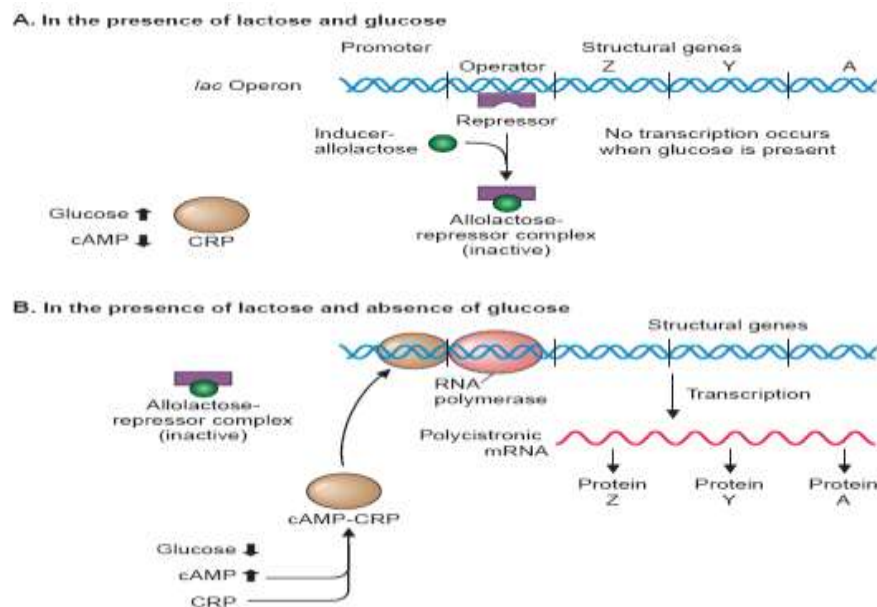 A. In the presence of lactose and glucose
Promoter
Structural genes
Operator
Z
Y
A
lac Operon
Repressor
Inducer-
allolactose
No transcription occurs
when glucose is present
Allolactose-
repressor complex
(inactive)
Glucose ⬆
cAMP ⬇
CRP
B. In the presence of lactose and absence of glucose
Structural genes
Allolactose-
repressor complex
(inactive)
RNA
polymerase
Transcription
Polycistronic
mRNA
Protein
Z
Protein
Y
Protein
A
cAMP-CRP
Glucose ⬇
cAMP ⬆
CRP